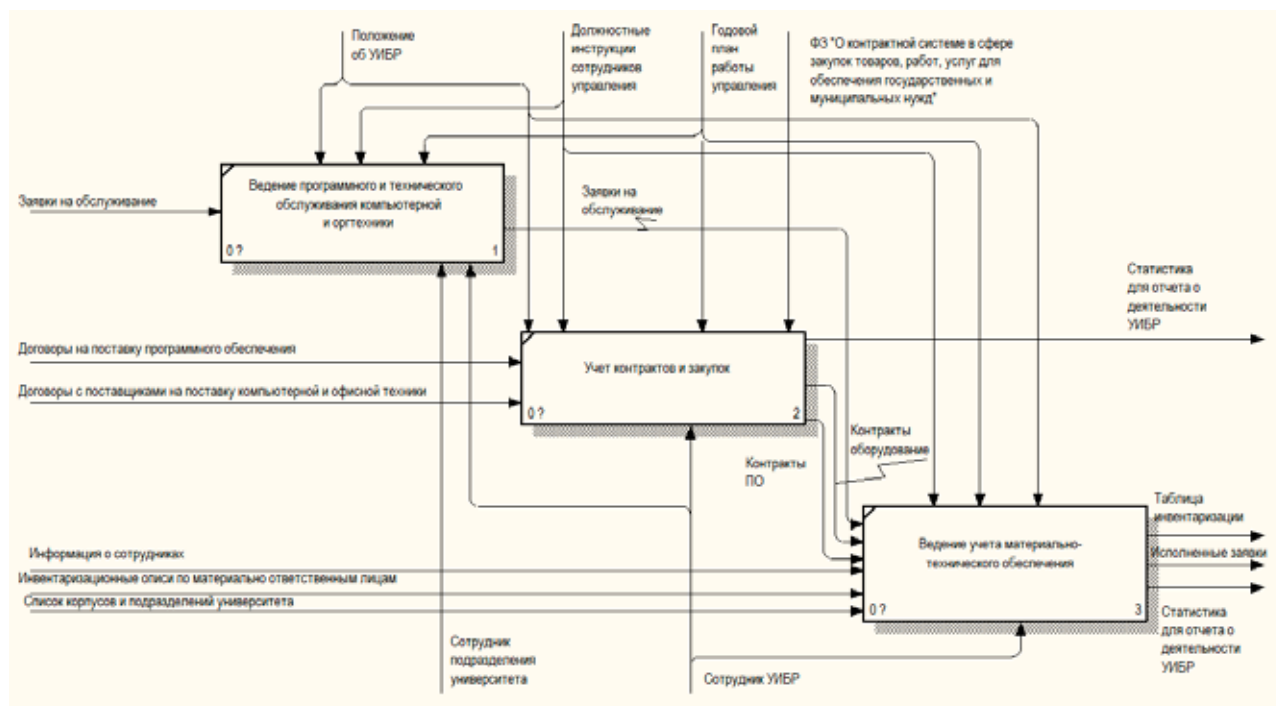 Положение
об УИБР
Должностные
инструкции
сотрудников
управления
Годовой
план
работы
управления
ФЗ "О контрактной системе в сфере
закупок товаров, работ, услуг для
обеспечения государственных и
муниципальных нужд"
Заявки на обслуживание
Ведение программного и технического
обслуживания компьютерной
и оргтехники
0 ?
1
Заявки на
обслуживание
Статистика
для отчета о
деятельности
УИБР
Договоры на поставку программного обеспечения
Договоры с поставщиками на поставку компьютерной и офисной техники
Учет контрактов и закупок
0 ?
2
Контракты
оборудование
Контракты
ПО
Информация о сотрудниках
Инвентаризационные описи по материально ответственным лицам
Список корпусов и подразделений университета
Ведение учета материально-
технического обеспечения
0 ?
3
Таблица
инвентаризации
Исполненные заявки
Статистика
для отчета о
деятельности
УИБР
Сотрудник
подразделения
университета
Сотрудник УИБР